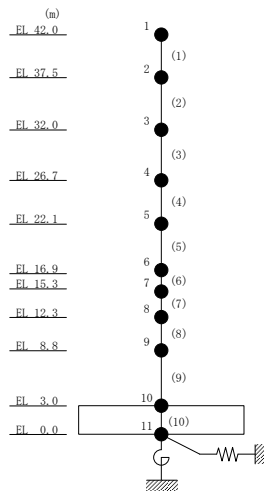 (m)
EL 42.0 1
(1)
EL 37.5 2
(2)
EL 32.0 3
(3)
EL 26.7 4
(4)
EL 22.1 5
(5)
EL 16.9 6
(6)
EL 15.3 7
(7)
EL 12.3 8
(8)
EL 8.8 9
(9)
EL 3.0 10
(10)
EL 0.0 11